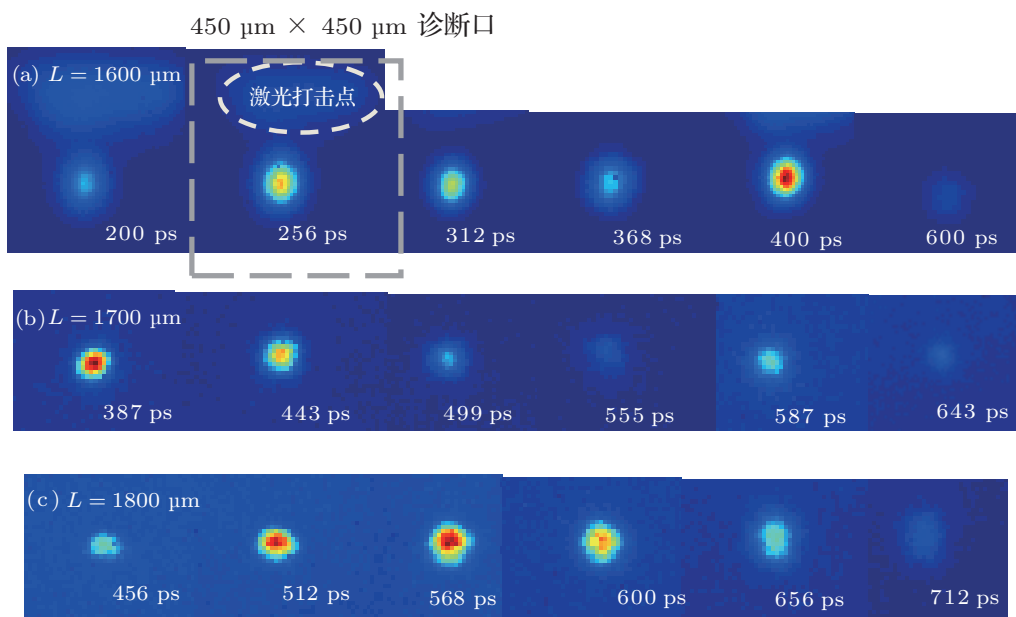 450 µm × 450 µm 诊断口
(a) L = 1600 µm
激光打击点
200 ps 256 ps 312 ps 368 ps 400 ps 600 ps
(b) L = 1700 µm
387 ps 443 ps 499 ps 555 ps 587 ps 643 ps
(c) L = 1800 µm
456 ps 512 ps 568 ps 600 ps 656 ps 712 ps